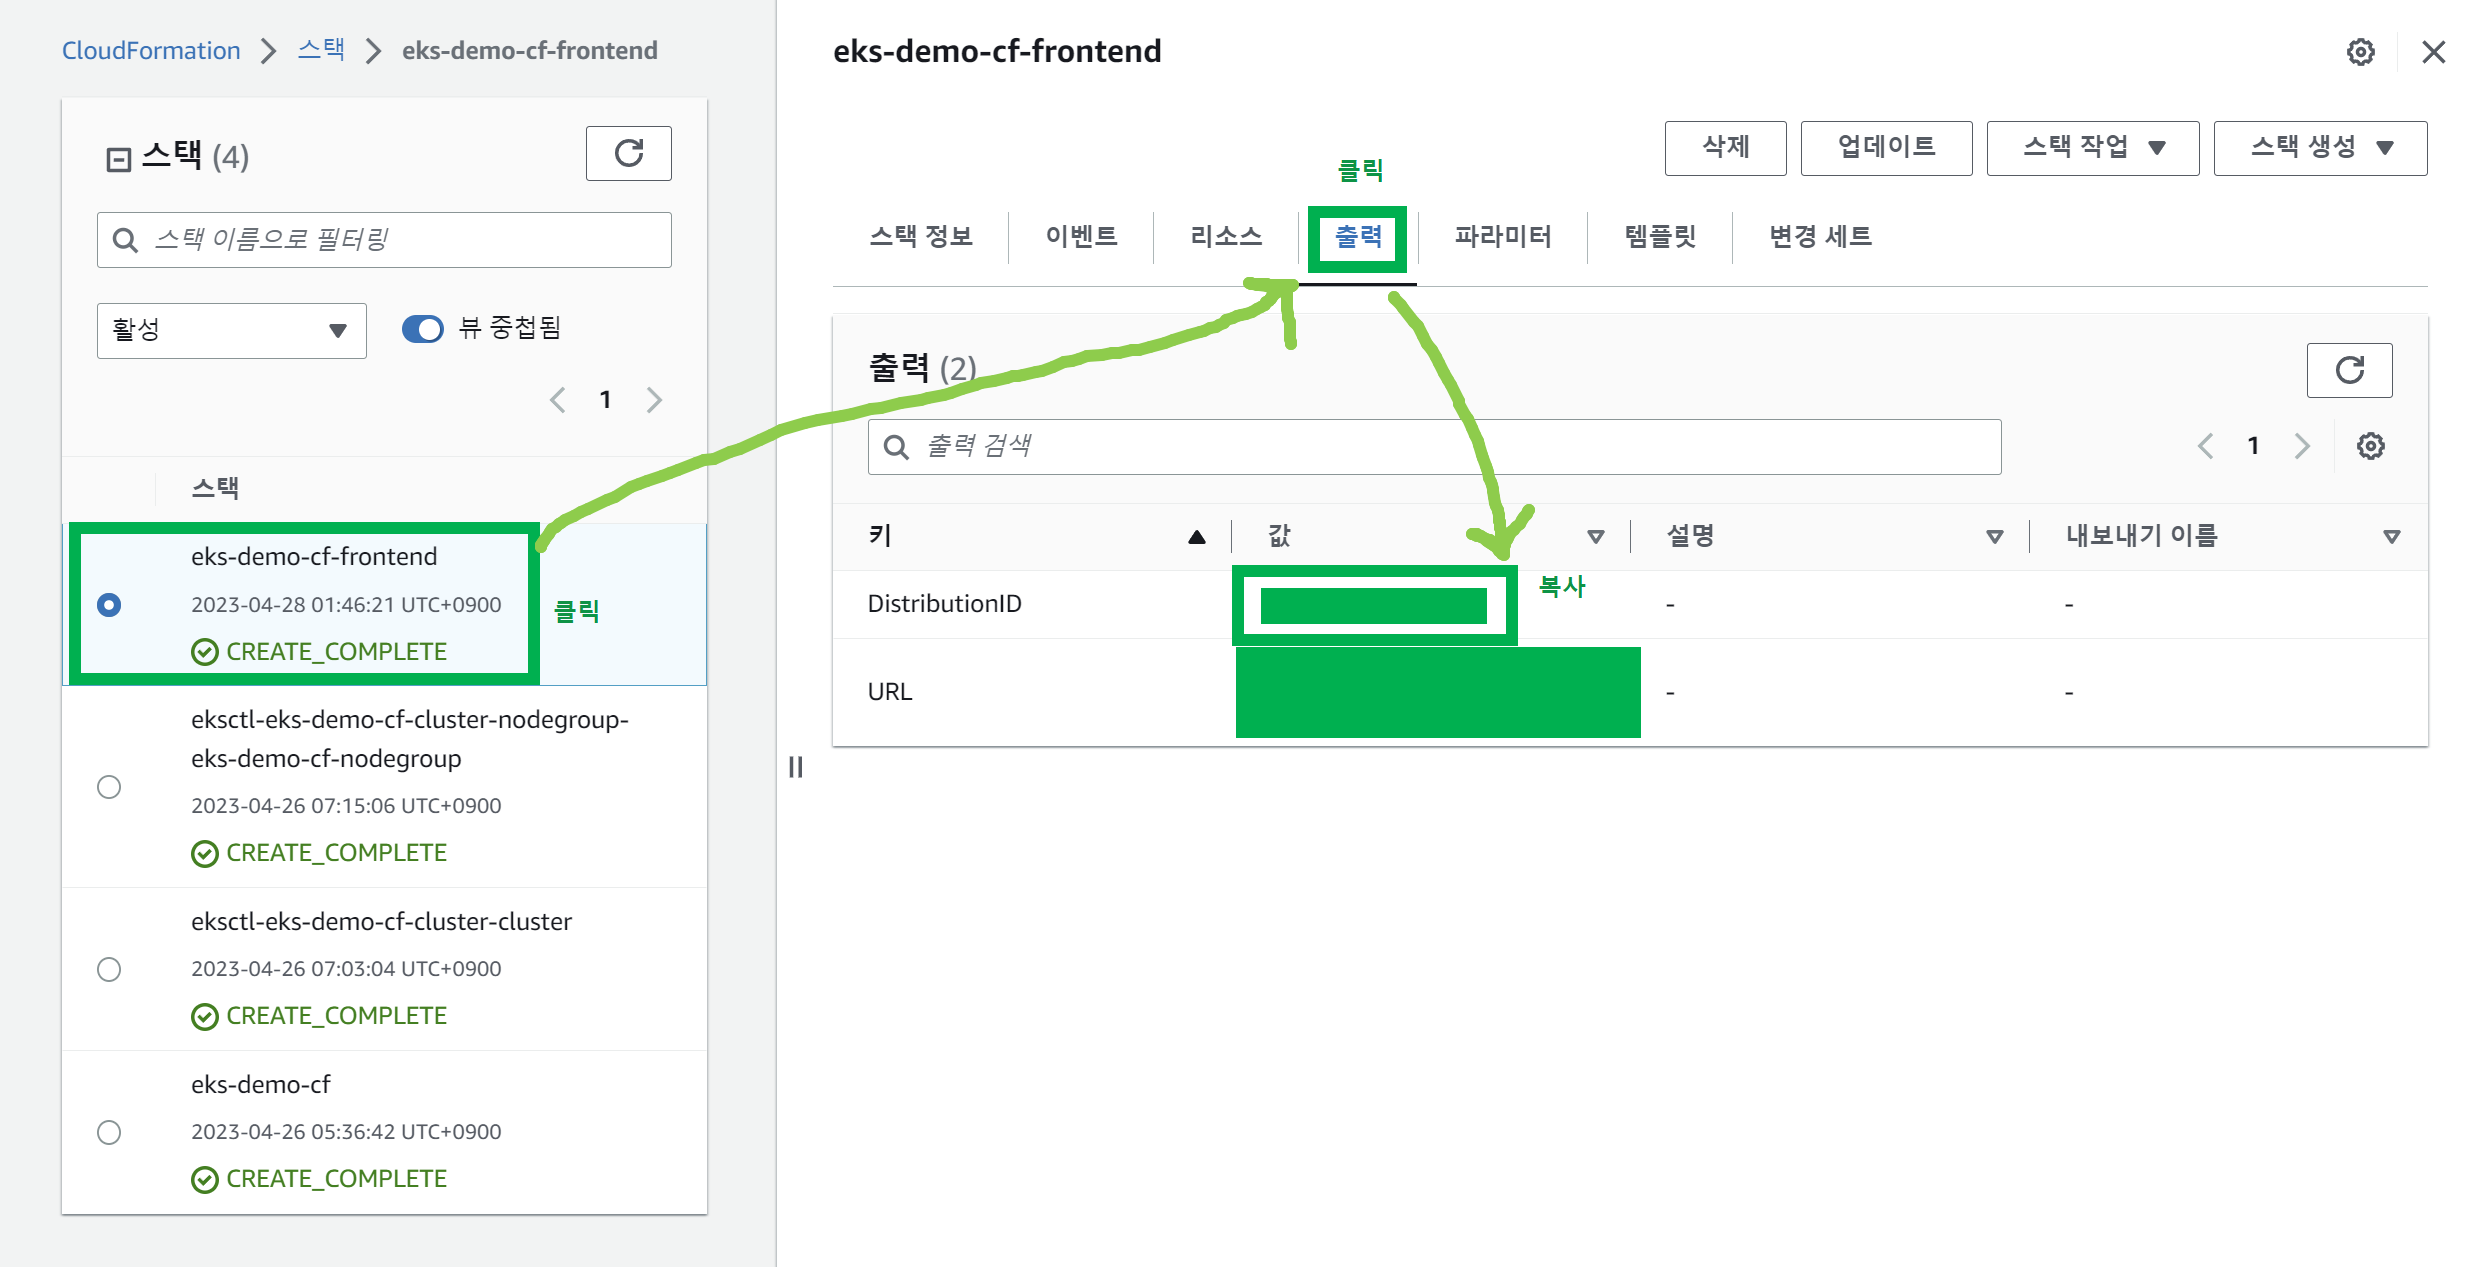 CloudFormation > 스택 > eks-demo-cf-frontend
스택 (4)
스택 이름으로 필터링
활성
뷰 중첩됨
1
스택
eks-demo-cf-frontend
2023-04-28 01:46:21 UTC+0900
클릭
CREATE_COMPLETE
eksctl-eks-demo-cf-cluster-nodegroup-
eks-demo-cf-nodegroup
2023-04-26 07:15:06 UTC+0900
CREATE_COMPLETE
eksctl-eks-demo-cf-cluster-cluster
2023-04-26 07:03:04 UTC+0900
CREATE_COMPLETE
eks-demo-cf
2023-04-26 05:36:42 UTC+0900
CREATE_COMPLETE
eks-demo-cf-frontend
삭제 업데이트 스택 작업 스택 생성
클릭
스택 정보 이벤트 리소스 출력 파라미터 템플릿 변경 세트
출력 (2)
출력 검색
1
키 값 설명 내보내기 이름
복사
DistributionID - -
URL - -